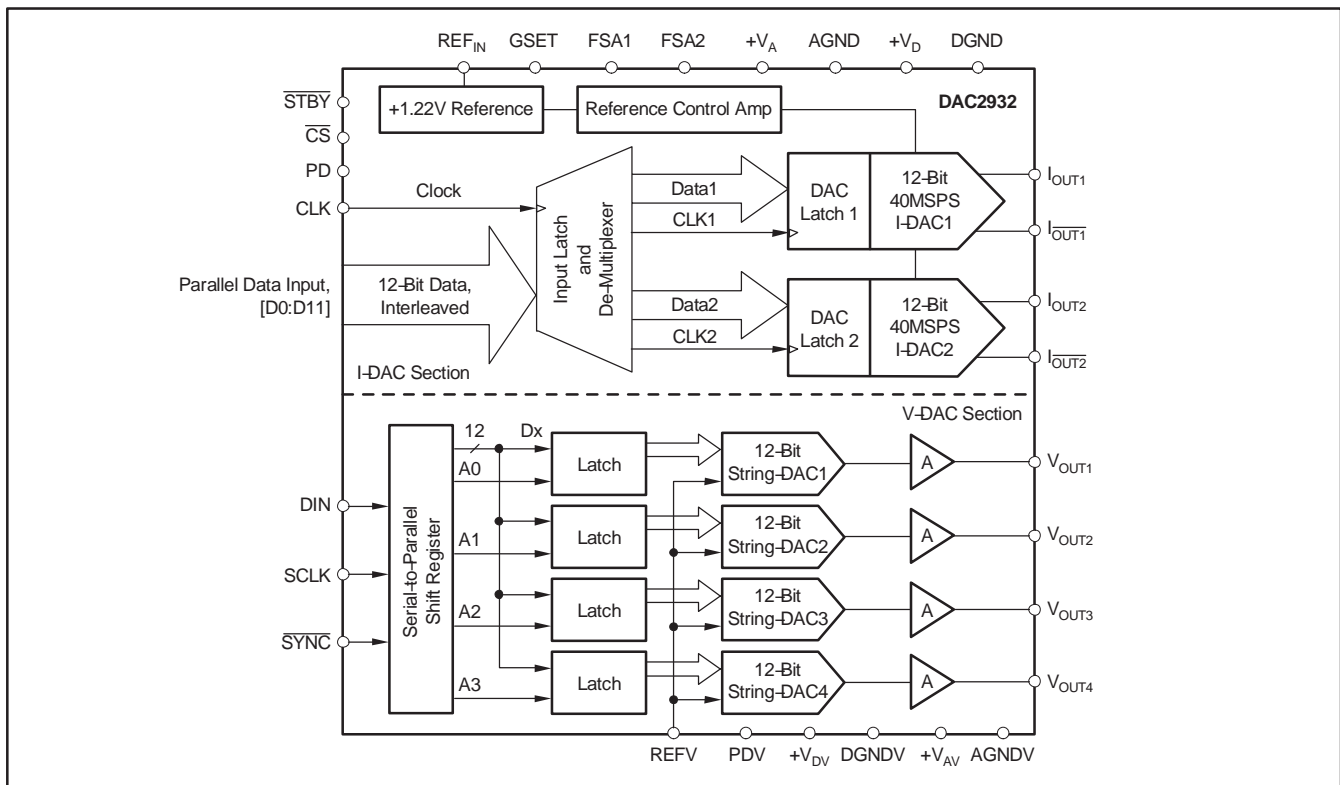 REFIN GSET FSA1 FSA2 +VA AGND +VD DGND
STBY
+1.22V Reference
Reference Control Amp
DAC2932
CS
PD
CLK
Clock
Input Latch
and
De-Multiplexer
Data1
CLK1
DAC
Latch 1
12-Bit
40MSPS
I-DAC1
IOUT1
IOUT1
Parallel Data Input,
[D0:D11]
12-Bit Data,
Interleaved
Data2
CLK2
DAC
Latch 2
12-Bit
40MSPS
I-DAC2
IOUT2
IOUT2
I-DAC Section
V-DAC Section
DIN
SCLK
SYNC
Serial-to-Parallel
Shift Register
12
Dx
A0
Latch
12-Bit
String-DAC1
A
VOUT1
A1
Latch
12-Bit
String-DAC2
A
VOUT2
A2
Latch
12-Bit
String-DAC3
A
VOUT3
A3
Latch
12-Bit
String-DAC4
A
VOUT4
REFV PDV +VDV DGNDV +VAV AGNDV